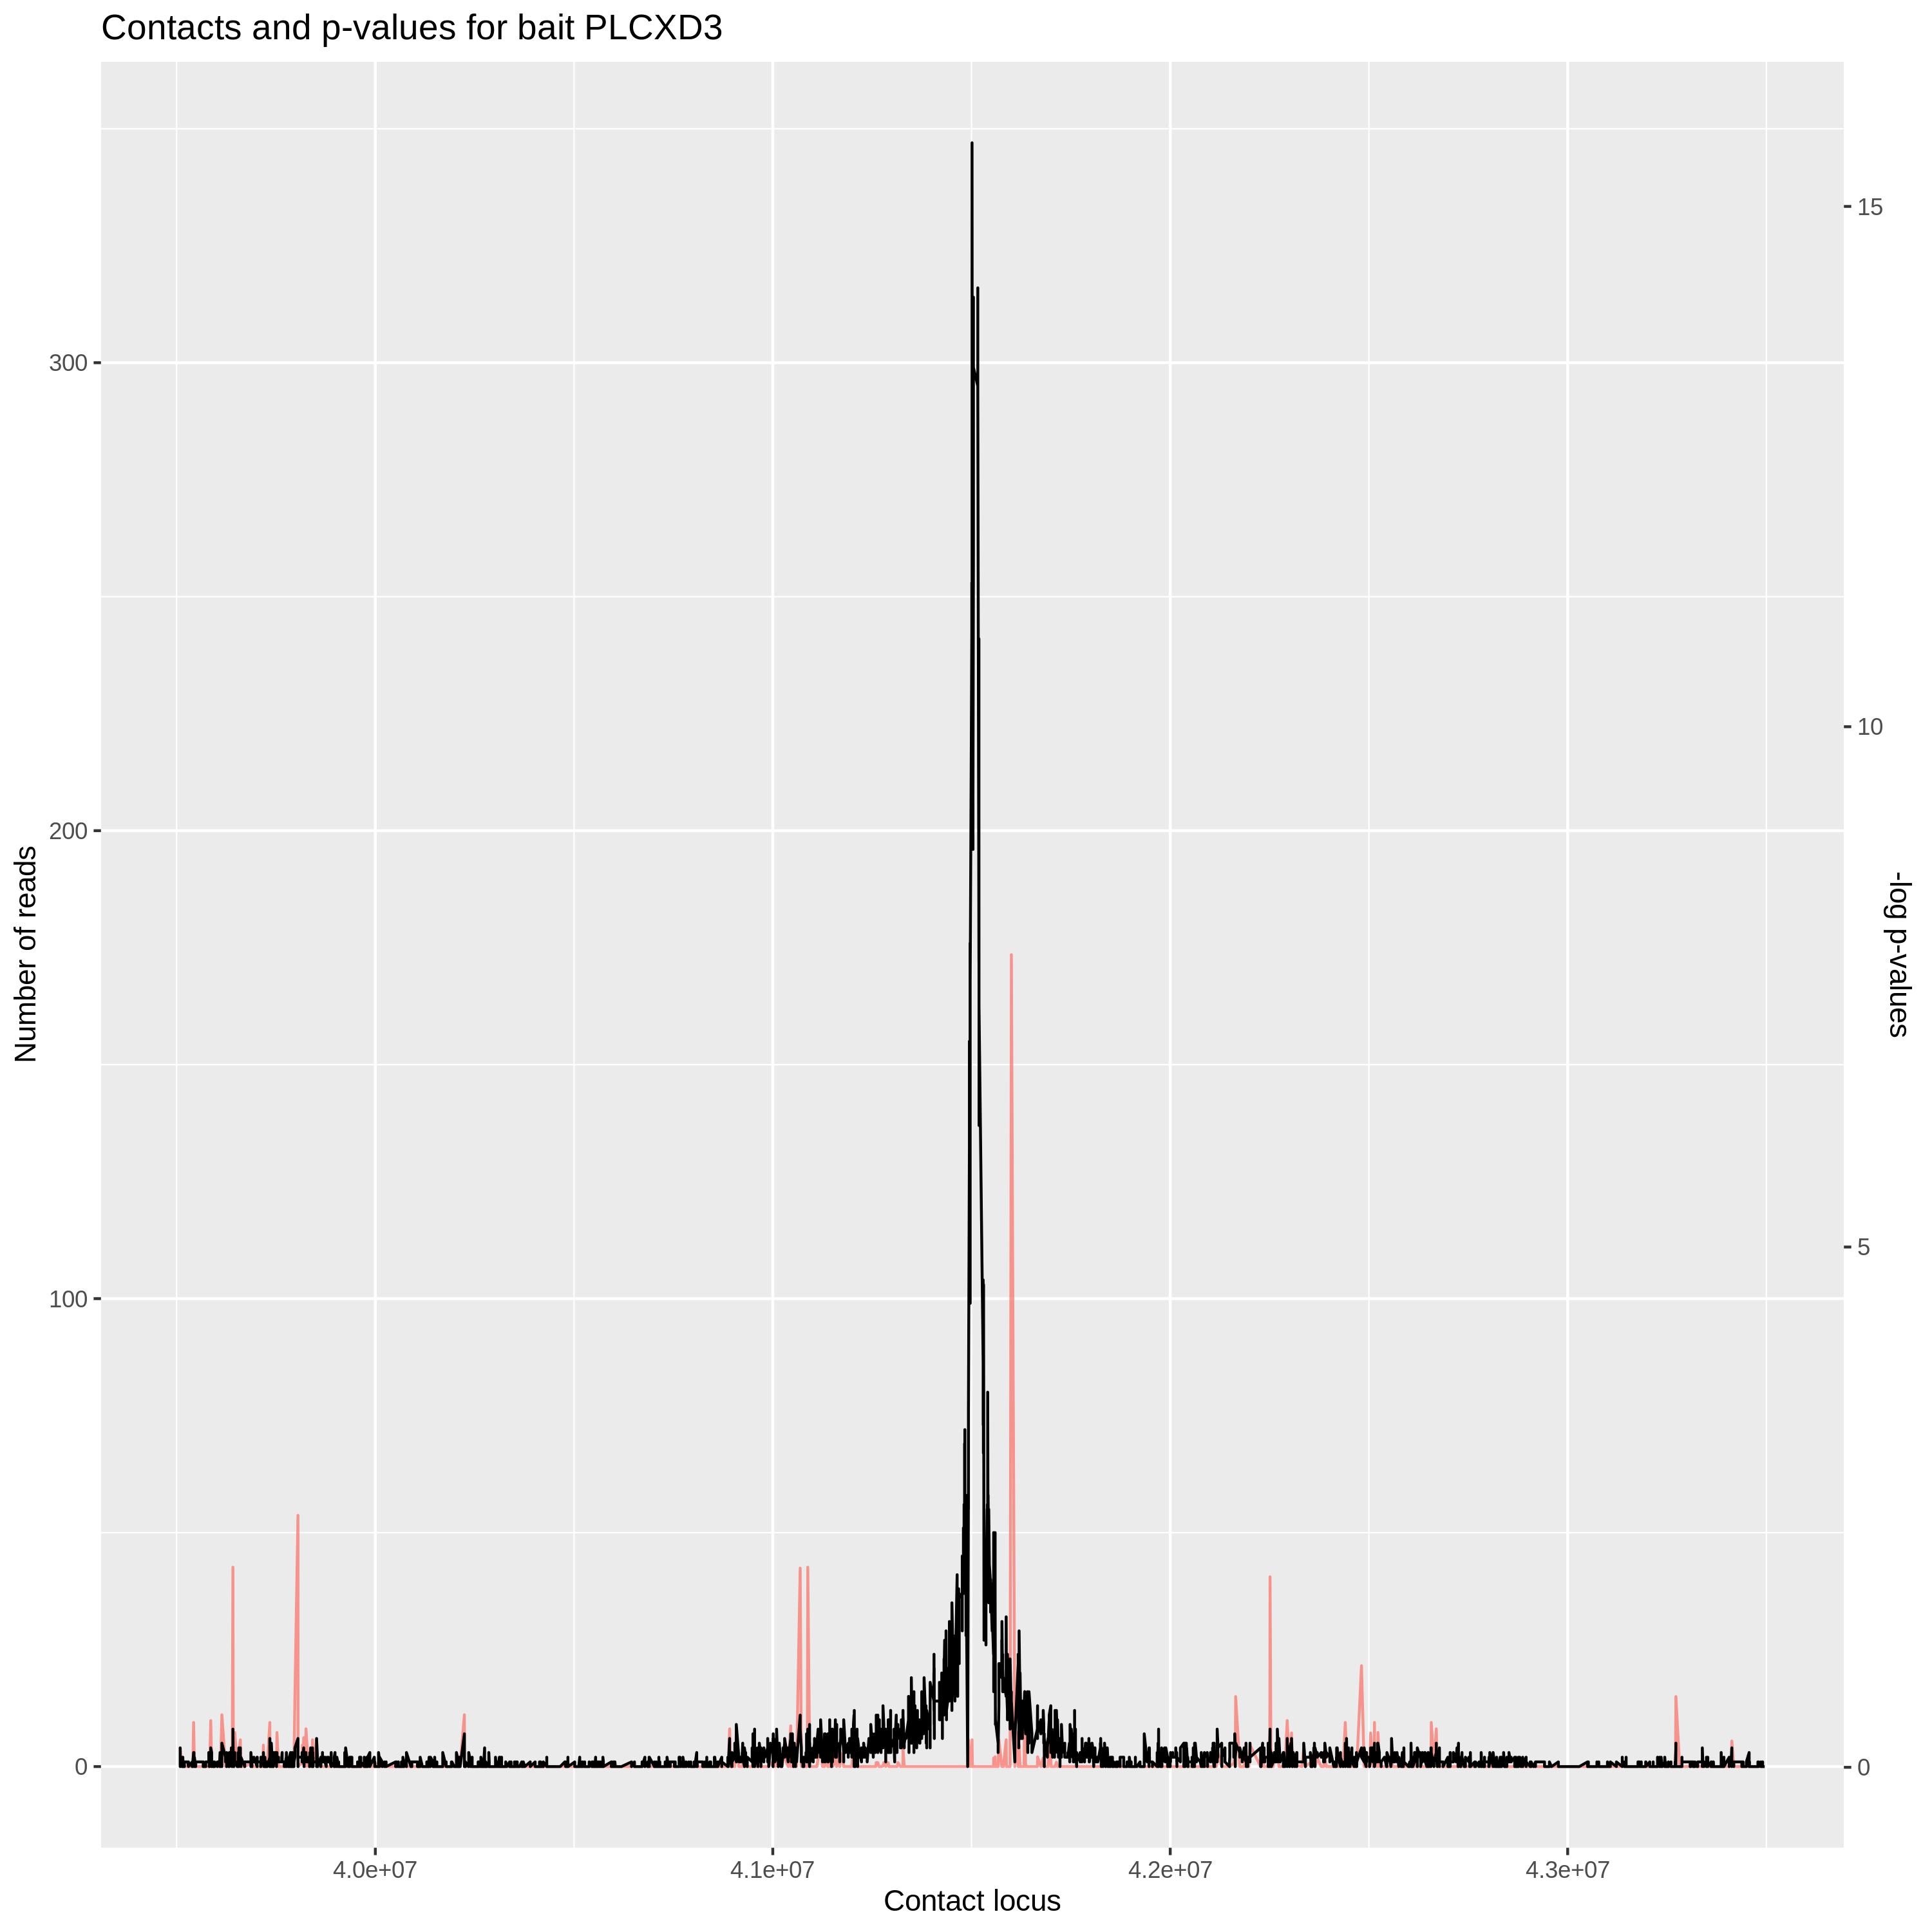 Contacts and p-values for bait PLCXD3
300
200
100
0
Number of reads
15
10
5
0
-log p-values
4.0e+07 4.1e+07 4.2e+07 4.3e+07
Contact locus